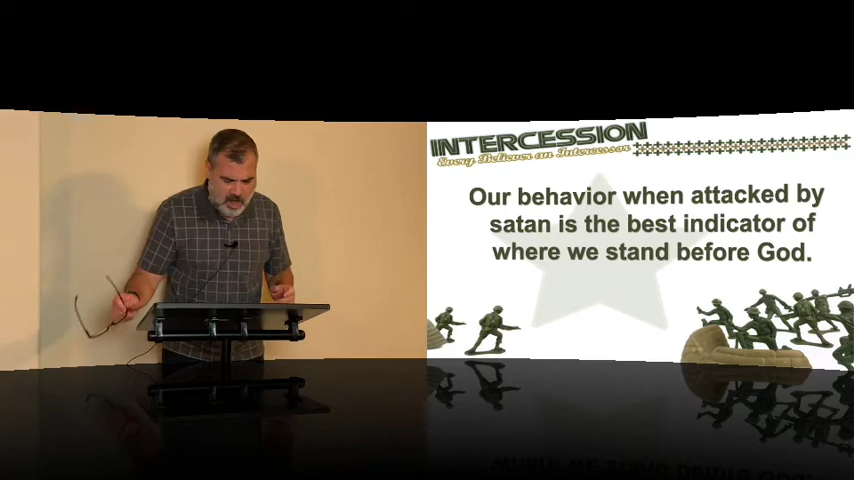 INTERCESSION
Every Believer an Intercessor
Our behavior when attacked by
satan is the best indicator of
where we stand before God.